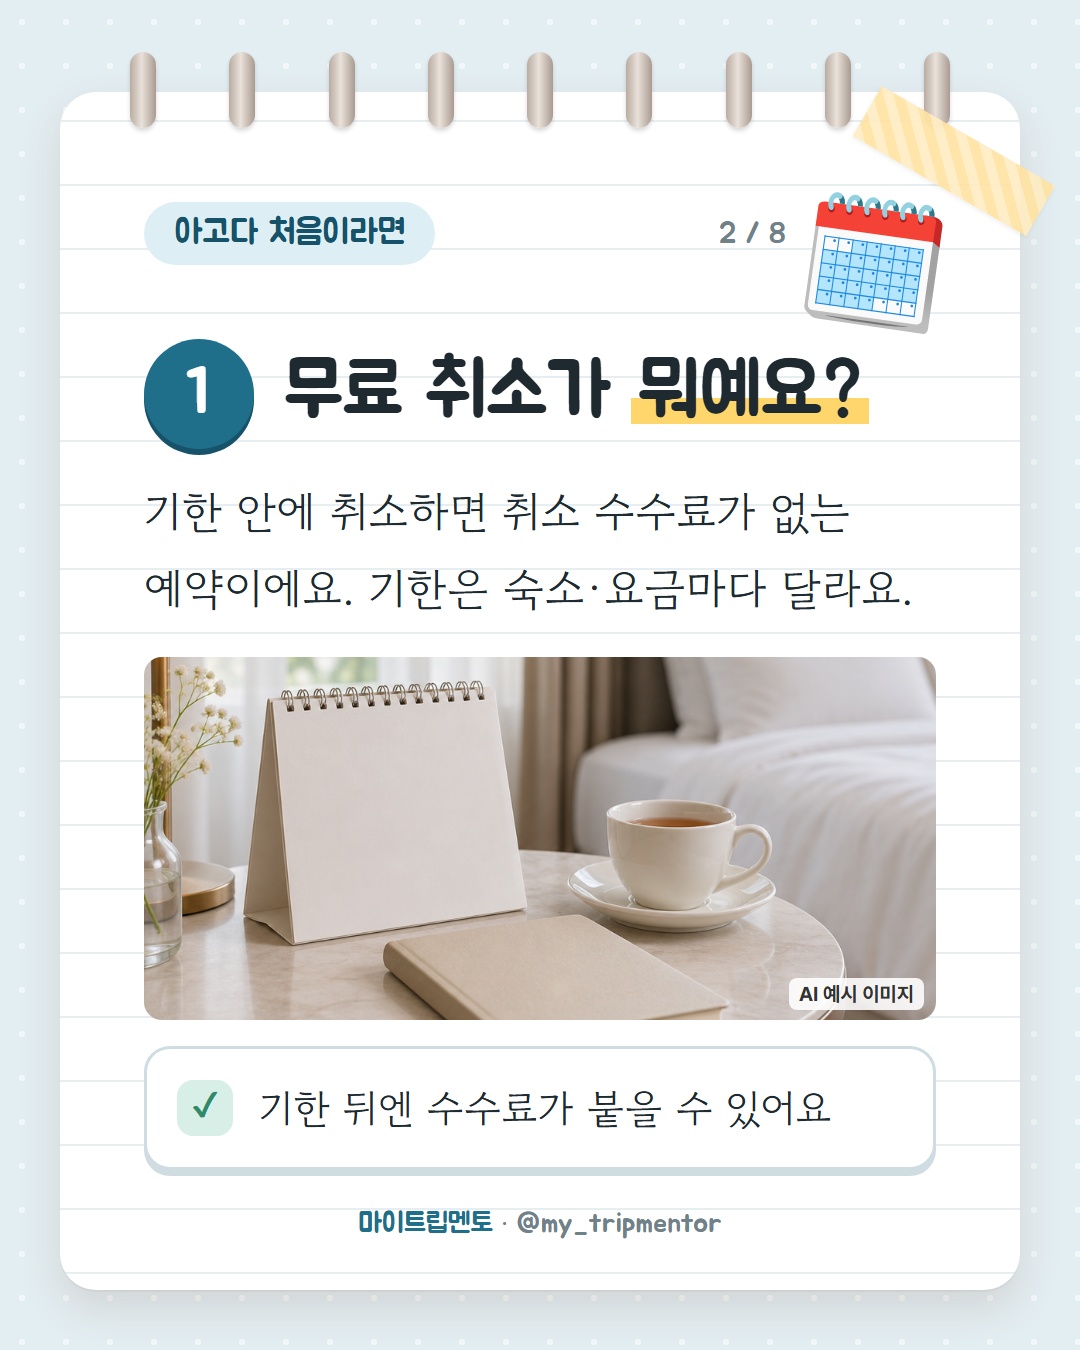 아고다 처음이라면
2 / 8
1 무료 취소가 뭐예요?
기한 안에 취소하면 취소 수수료가 없는
예약이에요. 기한은 숙소·요금마다 달라요.
AI 예시 이미지
✓ 기한 뒤엔 수수료가 붙을 수 있어요
마이트립멘토 · @my_tripmentor